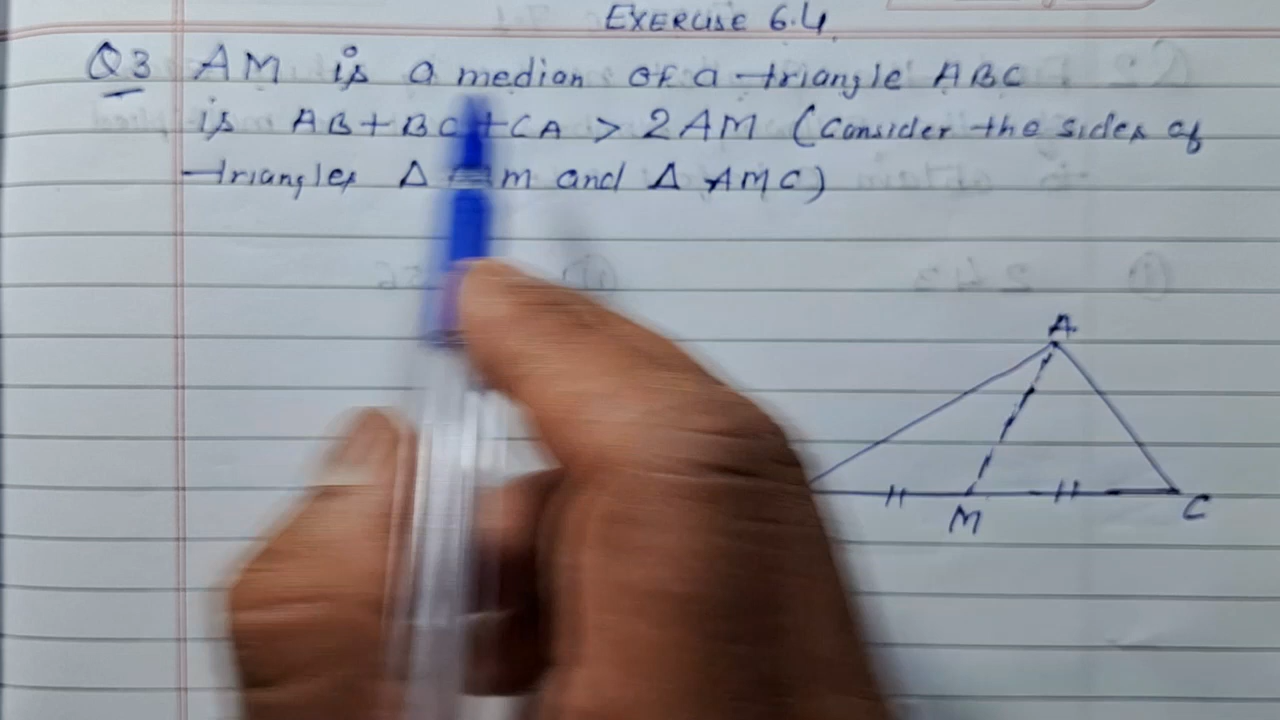 EXERCISE 6.4
Q3 AM is a median of a triangle ABC
is AB+BC+CA > 2AM (Consider the sides of
triangles Δ m and Δ AMC)
A
M
C